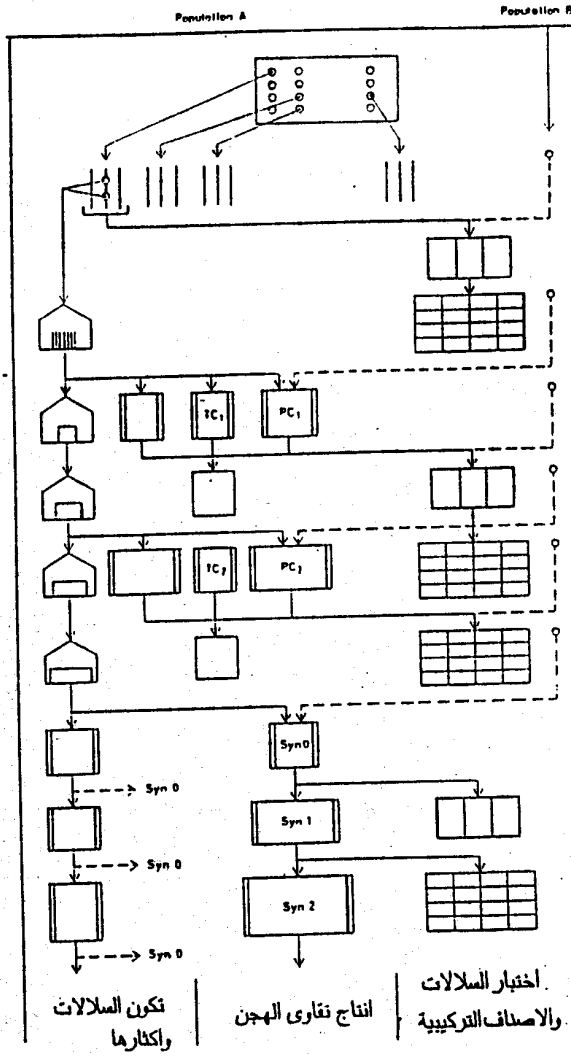 Population A
Population B
TC₁
PC₁
TC₂
PC₂
Syn 0
Syn 0
Syn 1
Syn 0
Syn 2
Syn 0
اختبار السلالات
والاصناف التركيبية
انتاج تقاوى الهجن
تكون السلالات
واكثارها